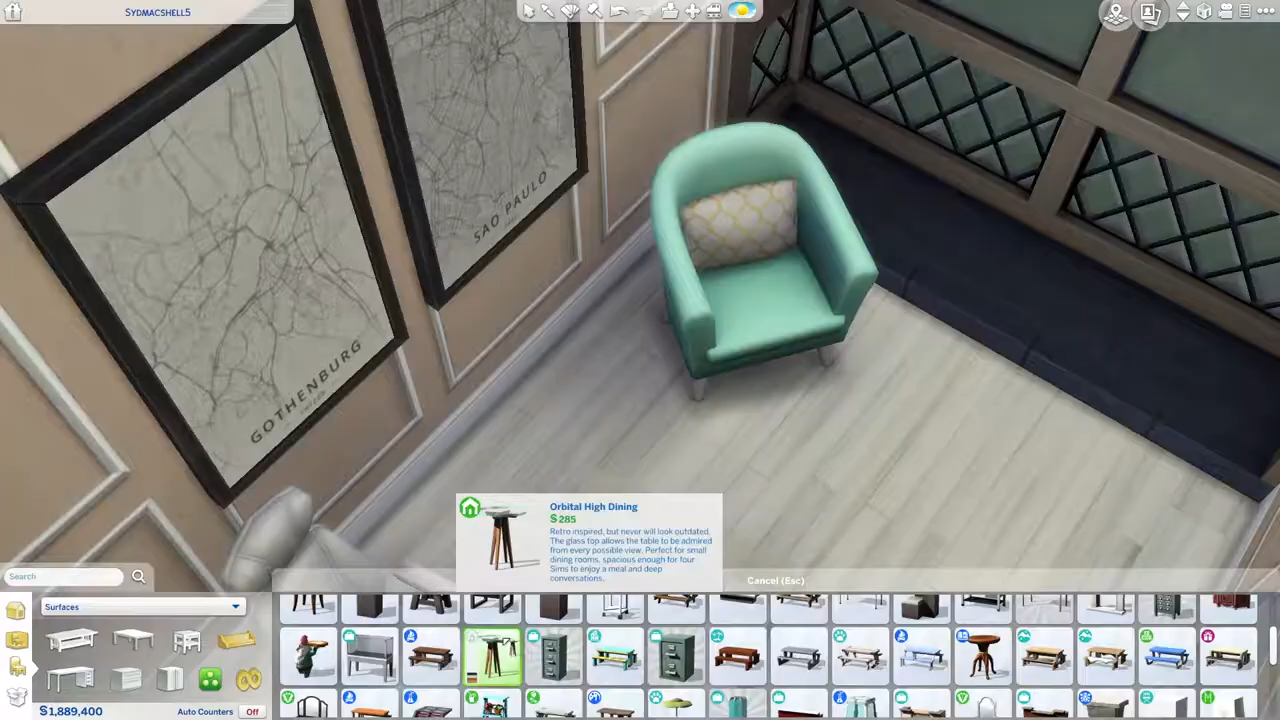 SYDMACSHELL5
SAO PAULO
GOTHENBURG
Orbital High Dining
§285
Retro inspired, but never will look outdated.
The glass top allows the table to be admired
from every possible view. Perfect for small
dining rooms, spacious enough for four
Sims to enjoy a meal and deep
conversations.
Cancel (Esc)
Search
Surfaces
§1,889,400
Auto Counters
Off